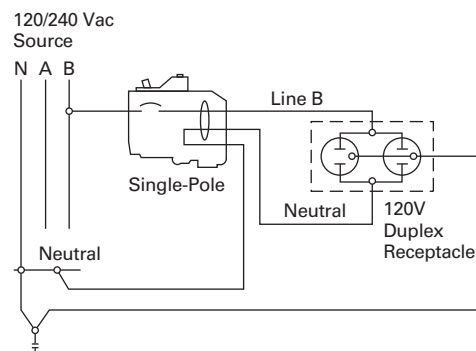 120/240 Vac
Source
N A B
Line B
Single-Pole
Neutral
120V
Duplex
Receptacle
Neutral